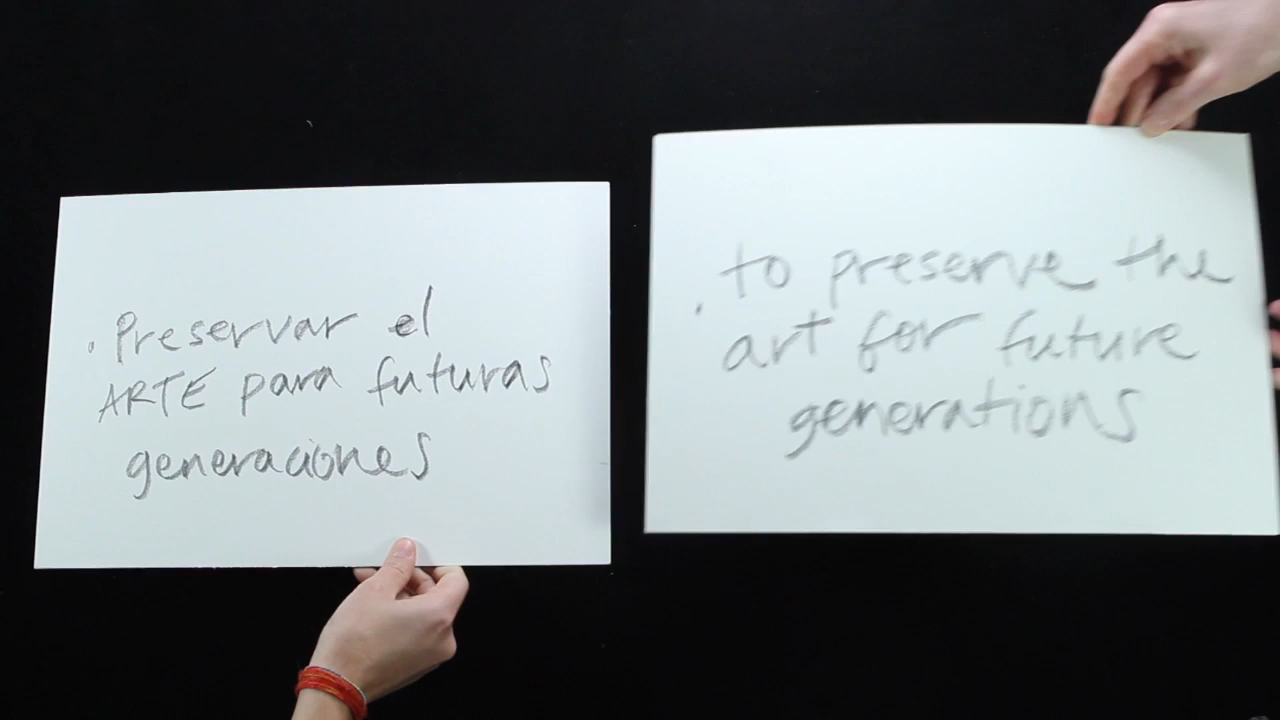 . Preservar el
ARTE para futuras
generaciones
. to preserve the
art for future
generations